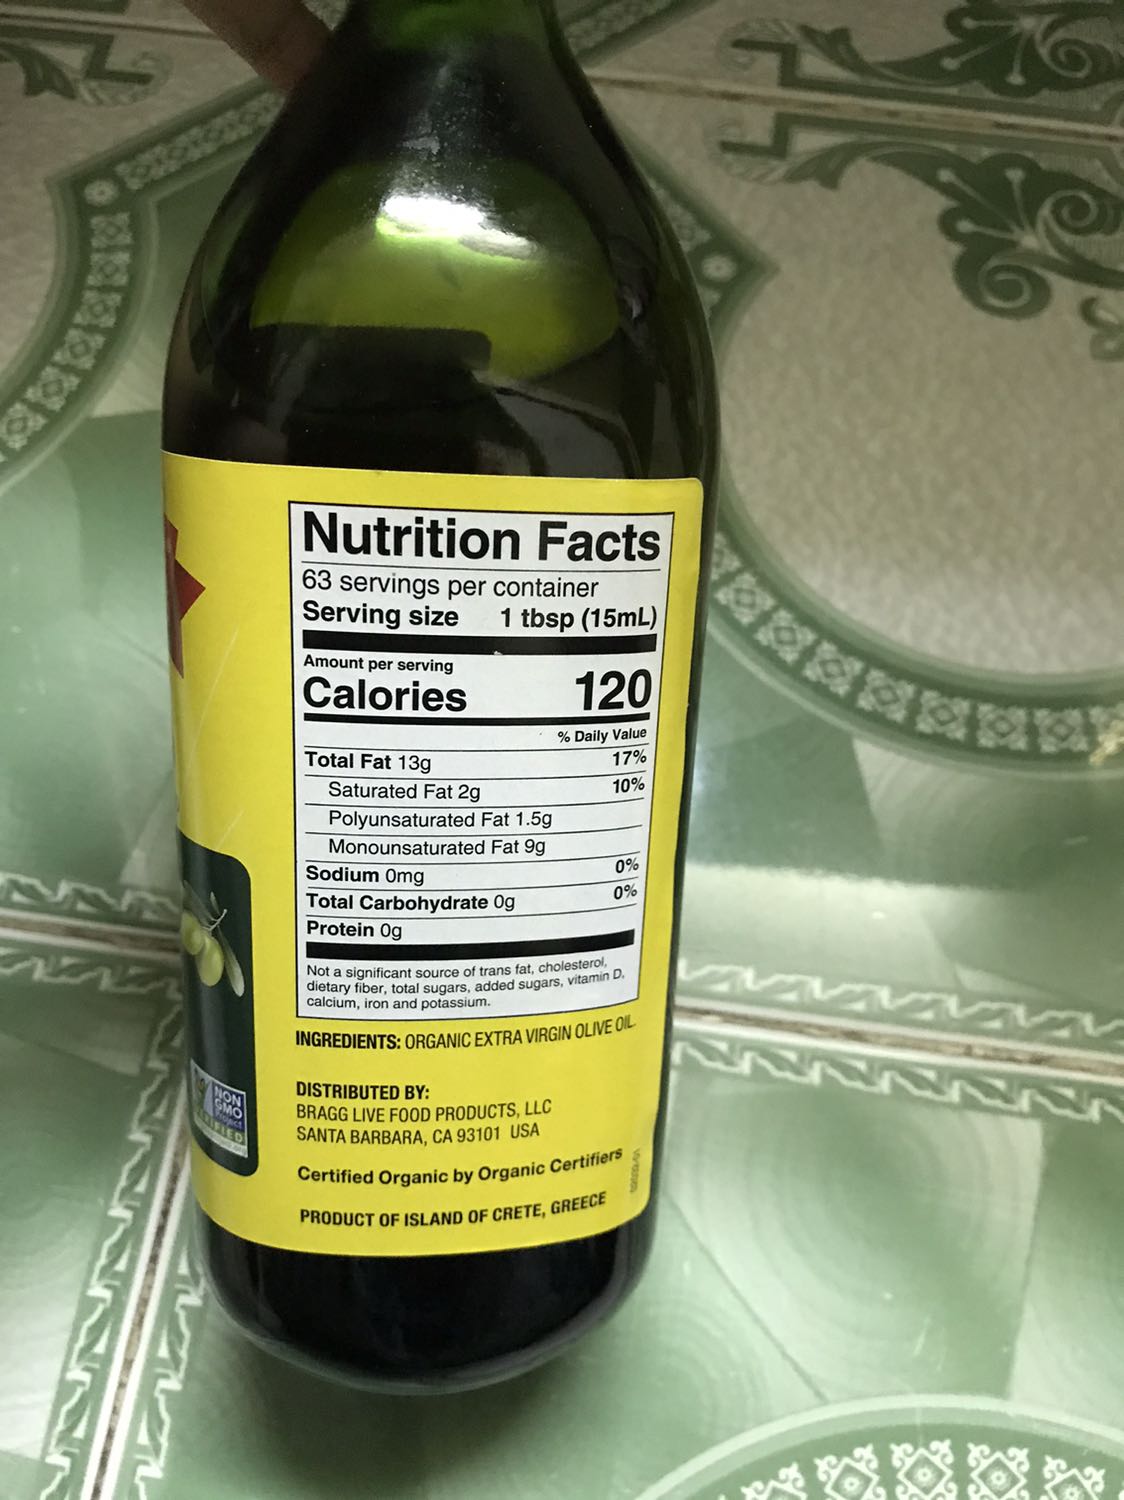 Nutrition Facts
63 servings per container
Serving size 1 tbsp (15mL)
Amount per serving
Calories 120
% Daily Value
Total Fat 13g 17%
Saturated Fat 2g 10%
Polyunsaturated Fat 1.5g
Monounsaturated Fat 9g
Sodium 0mg 0%
Total Carbohydrate 0g 0%
Protein 0g
Not a significant source of trans fat, cholesterol,
dietary fiber, total sugars, added sugars, vitamin D,
calcium, iron and potassium.
INGREDIENTS: ORGANIC EXTRA VIRGIN OLIVE OIL.
DISTRIBUTED BY:
BRAGG LIVE FOOD PRODUCTS, LLC
SANTA BARBARA, CA 93101 USA
Certified Organic by Organic Certifiers
PRODUCT OF ISLAND OF CRETE, GREECE
NON
GMO
Project